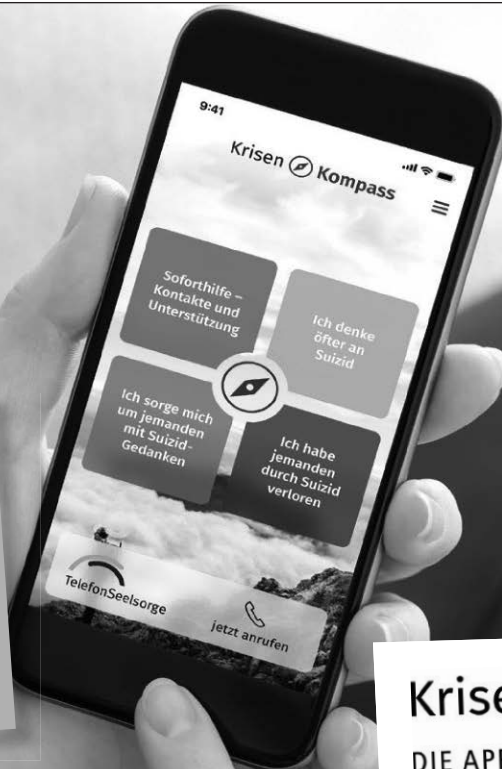 9:41
Krisen Kompass
Soforthilfe –
Kontakte und
Unterstützung
Ich denke
öfter an
Suizid
Ich sorge mich
um jemanden
mit Suizid-
Gedanken
Ich habe
jemanden
durch Suizid
verloren
TelefonSeelsorge
jetzt anrufen
Krise
DIE APP